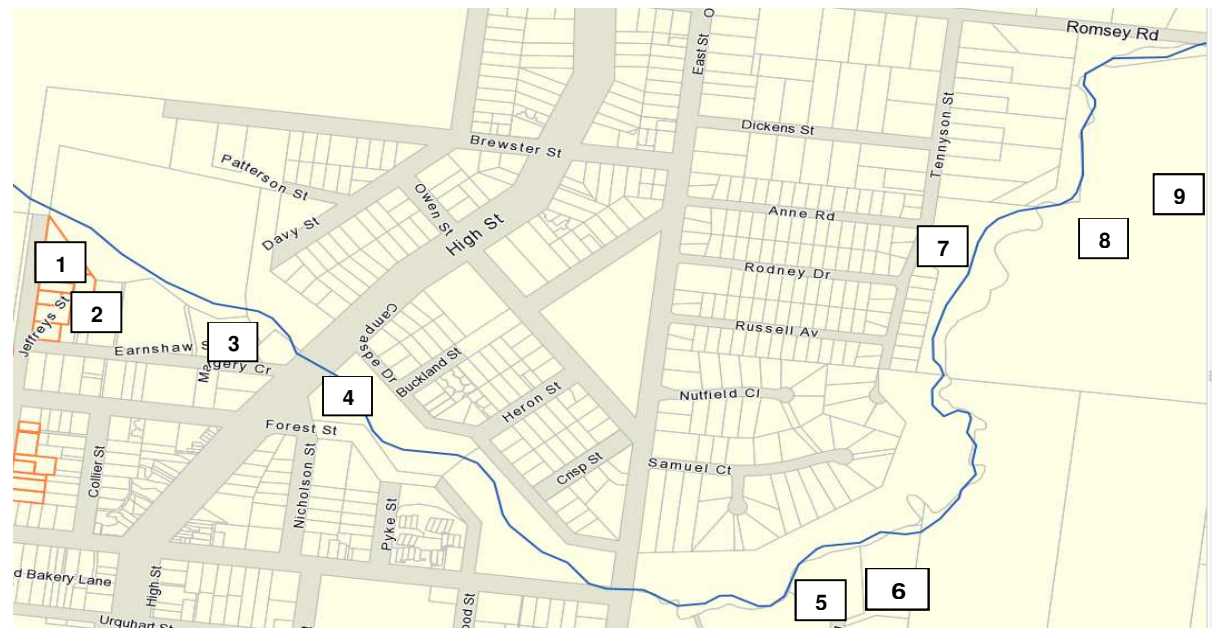 O
Romsey Rd
East St
Tennyson St
Dickens St
Brewster St
Patterson St
Owen St
Davy St
High St
Anne Rd
9
8
7
1
Rodney Dr
Jeffreys St
2
Campaspe Dr
Russell Av
3
Earnshaw S
Margery Cr
Buckland St
4
Nutfield Cl
Heron St
Forest St
Collier St
Nicholson St
Crisp St
Samuel Ct
Pyke St
d Bakery Lane
High St
ood St
5
6
Urquhart St
t